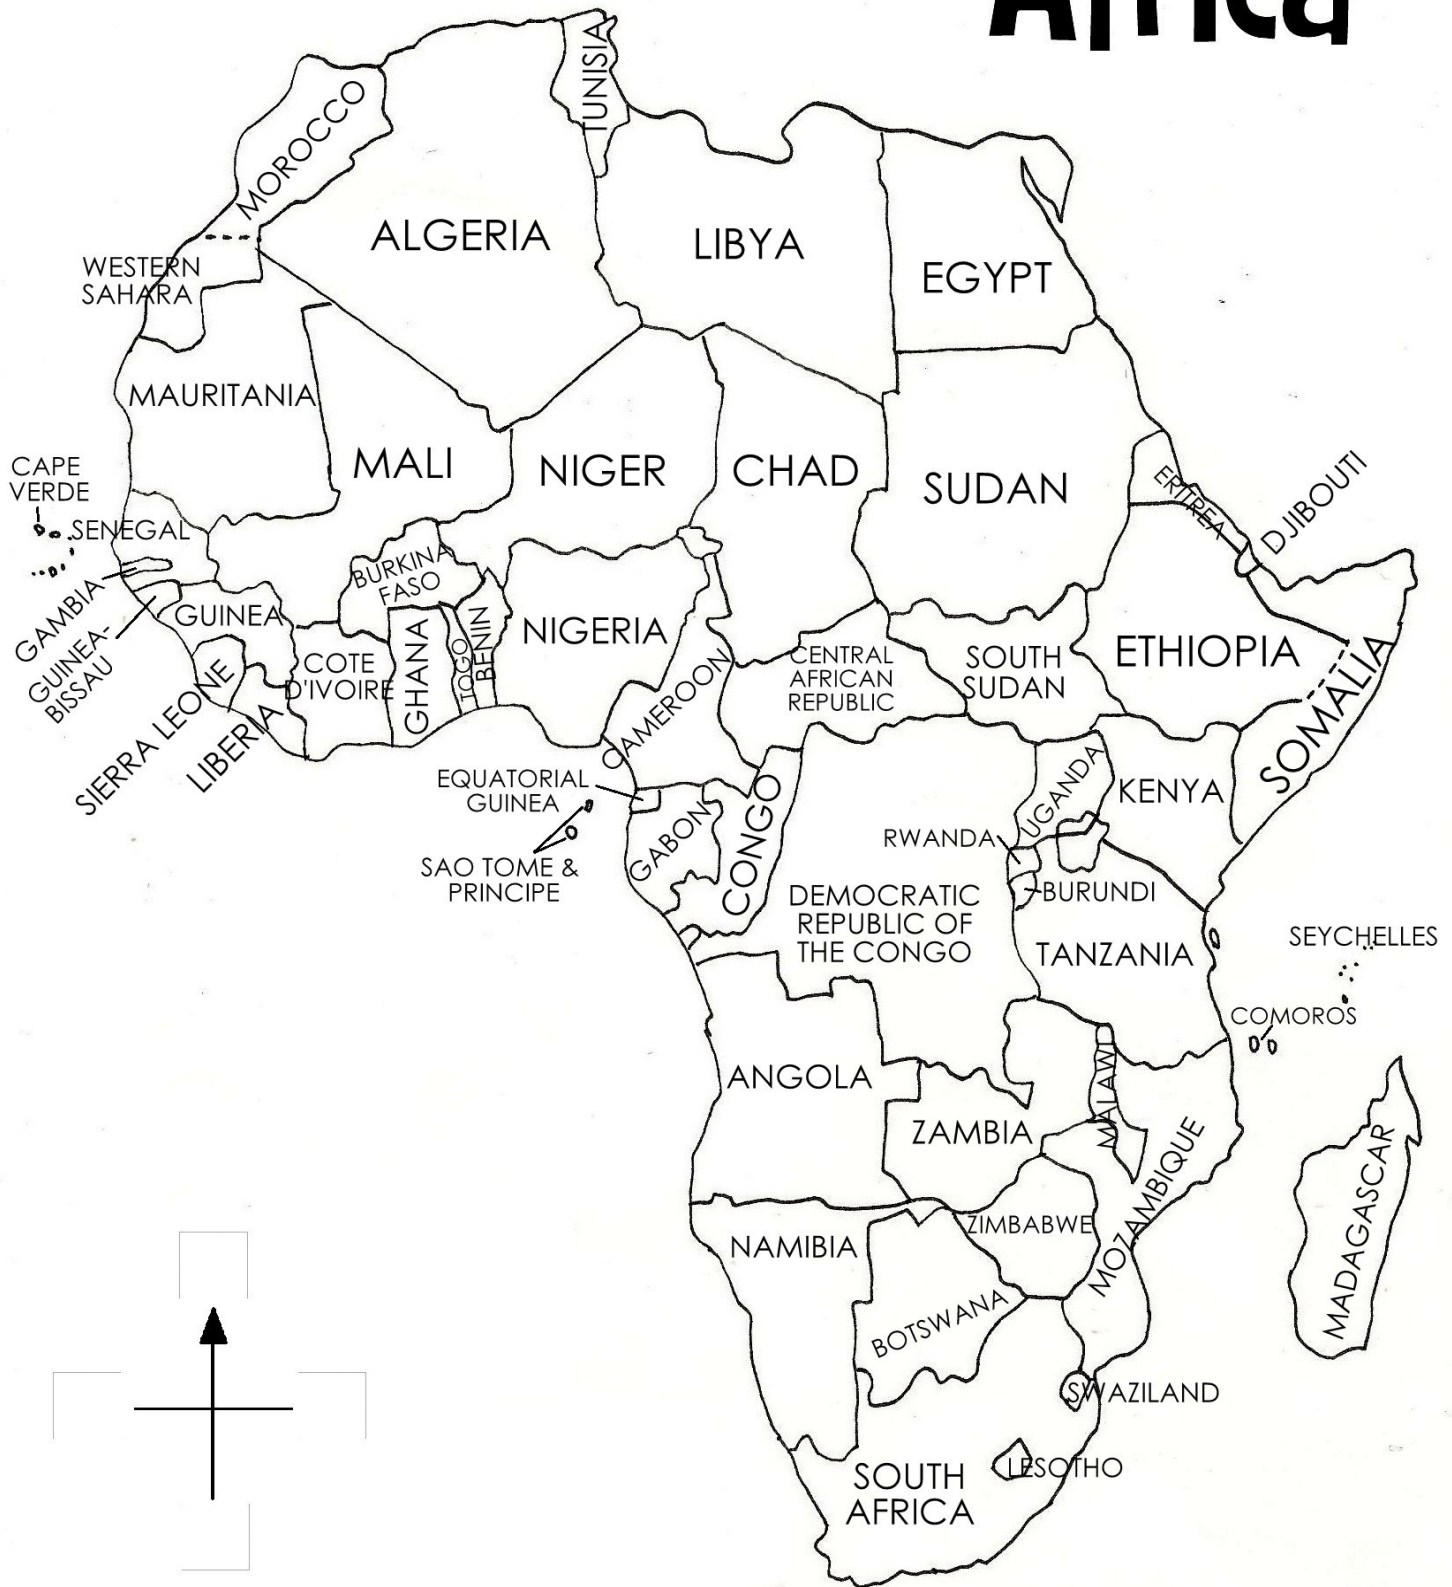 Africa
TUNISIA
MOROCCO
ALGERIA
LIBYA
EGYPT
WESTERN
SAHARA
MAURITANIA
MALI
NIGER
CHAD
SUDAN
ERITREA
DJIBOUTI
CAPE
VERDE
SENEGAL
GAMBIA
GUINEA-
BISSAU
GUINEA
SIERRA LEONE
LIBERIA
COTE
D'IVOIRE
BURKINA
FASO
GHANA
TOGO
BENIN
NIGERIA
CAMEROON
CENTRAL
AFRICAN
REPUBLIC
SOUTH
SUDAN
ETHIOPIA
SOMALIA
EQUATORIAL
GUINEA
SAO TOME &
PRINCIPE
GABON
CONGO
DEMOCRATIC
REPUBLIC OF
THE CONGO
UGANDA
KENYA
RWANDA
BURUNDI
TANZANIA
SEYCHELLES
COMOROS
ANGOLA
ZAMBIA
MALAWI
MOZAMBIQUE
MADAGASCAR
NAMIBIA
ZIMBABWE
BOTSWANA
SWAZILAND
LESOTHO
SOUTH
AFRICA